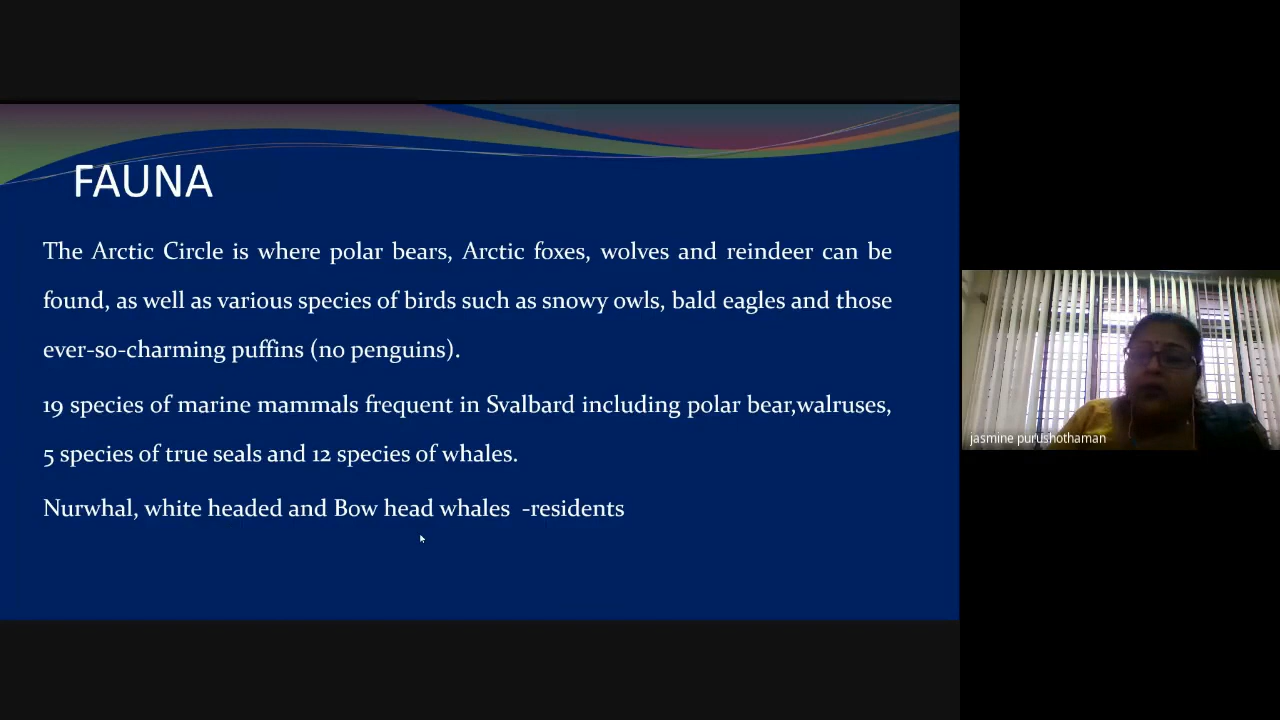 FAUNA
The Arctic Circle is where polar bears, Arctic foxes, wolves and reindeer can be
found, as well as various species of birds such as snowy owls, bald eagles and those
ever-so-charming puffins (no penguins).
19 species of marine mammals frequent in Svalbard including polar bear,walruses,
5 species of true seals and 12 species of whales.
Nurwhal, white headed and Bow head whales -residents
jasmine purushothaman